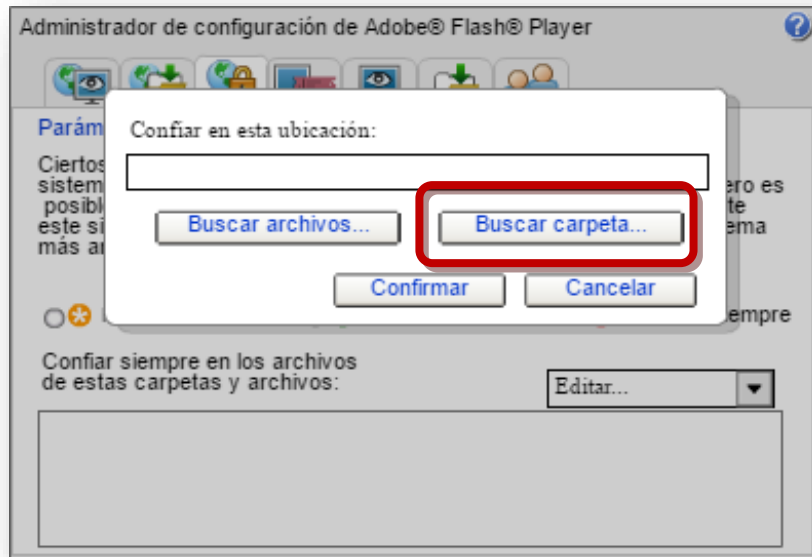 Administrador de configuración de Adobe® Flash® Player
?
Parám
Confiar en esta ubicación:
Ciertos
sistem
ero es
posibl
te
este si
ema
más ar
Buscar archivos...
Buscar carpeta...
Confirmar
Cancelar
empre
Confiar siempre en los archivos
de estas carpetas y archivos:
Editar...